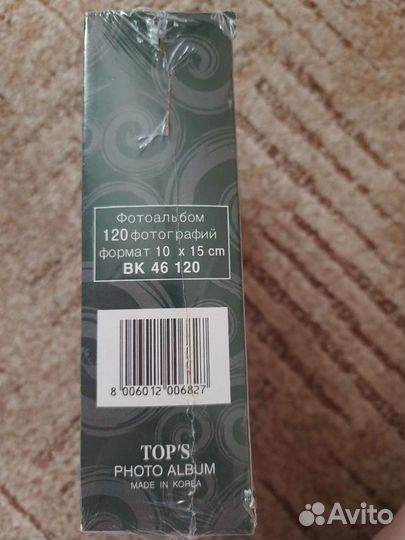 Фотоальбом
120 фотографий
формат 10 х 15 cm
BK 46 120
8 006012 006827
TOP'S
PHOTO ALBUM
MADE IN KOREA
Avito